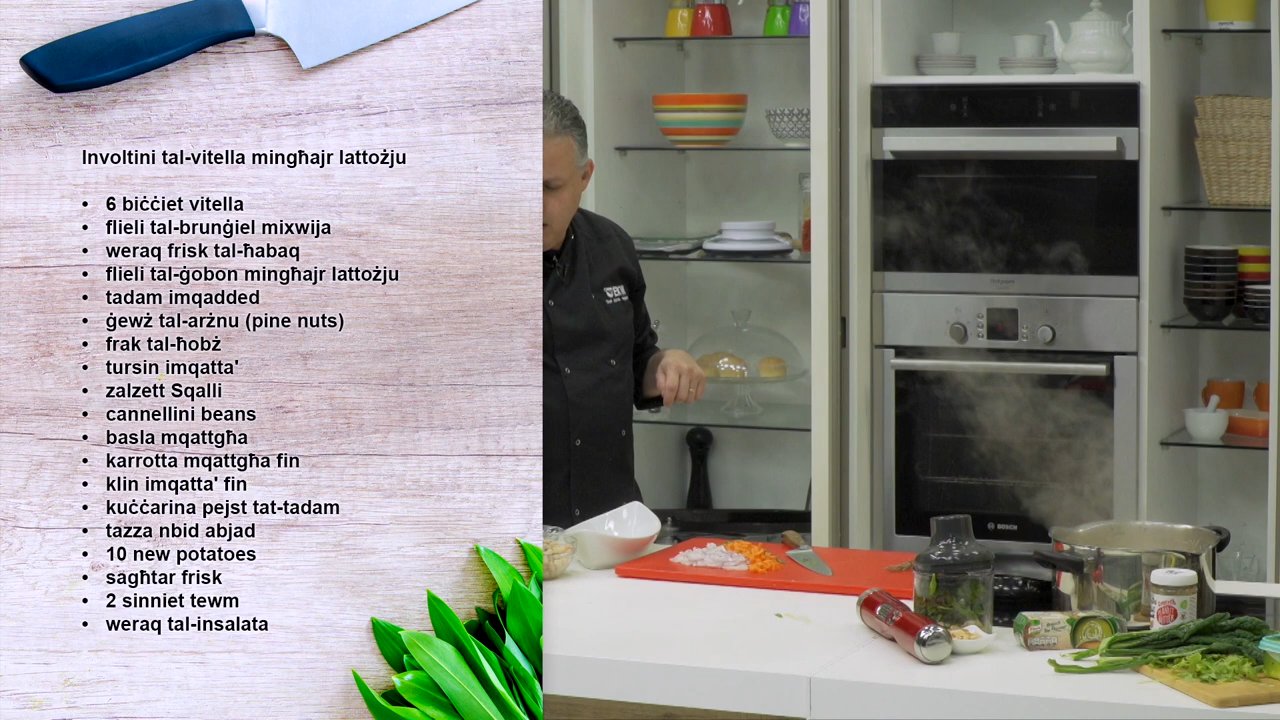 Involtini tal-vitella mingħajr lattożju
• 6 biċċiet vitella
• flieli tal-brunġiel mixwija
• weraq frisk tal-ħabaq
• flieli tal-ġobon mingħajr lattożju
• tadam imqadded
• ġewż tal-arżnu (pine nuts)
• frak tal-ħobż
• tursin imqatta'
• zalzett Sqalli
• cannellini beans
• basla mqattgħa
• karrotta mqattgħa fin
• klin imqatta' fin
• kuċċarina pejst tat-tadam
• tazza nbid abjad
• 10 new potatoes
• sagħtar frisk
• 2 sinniet tewm
• weraq tal-insalata
BOSCH